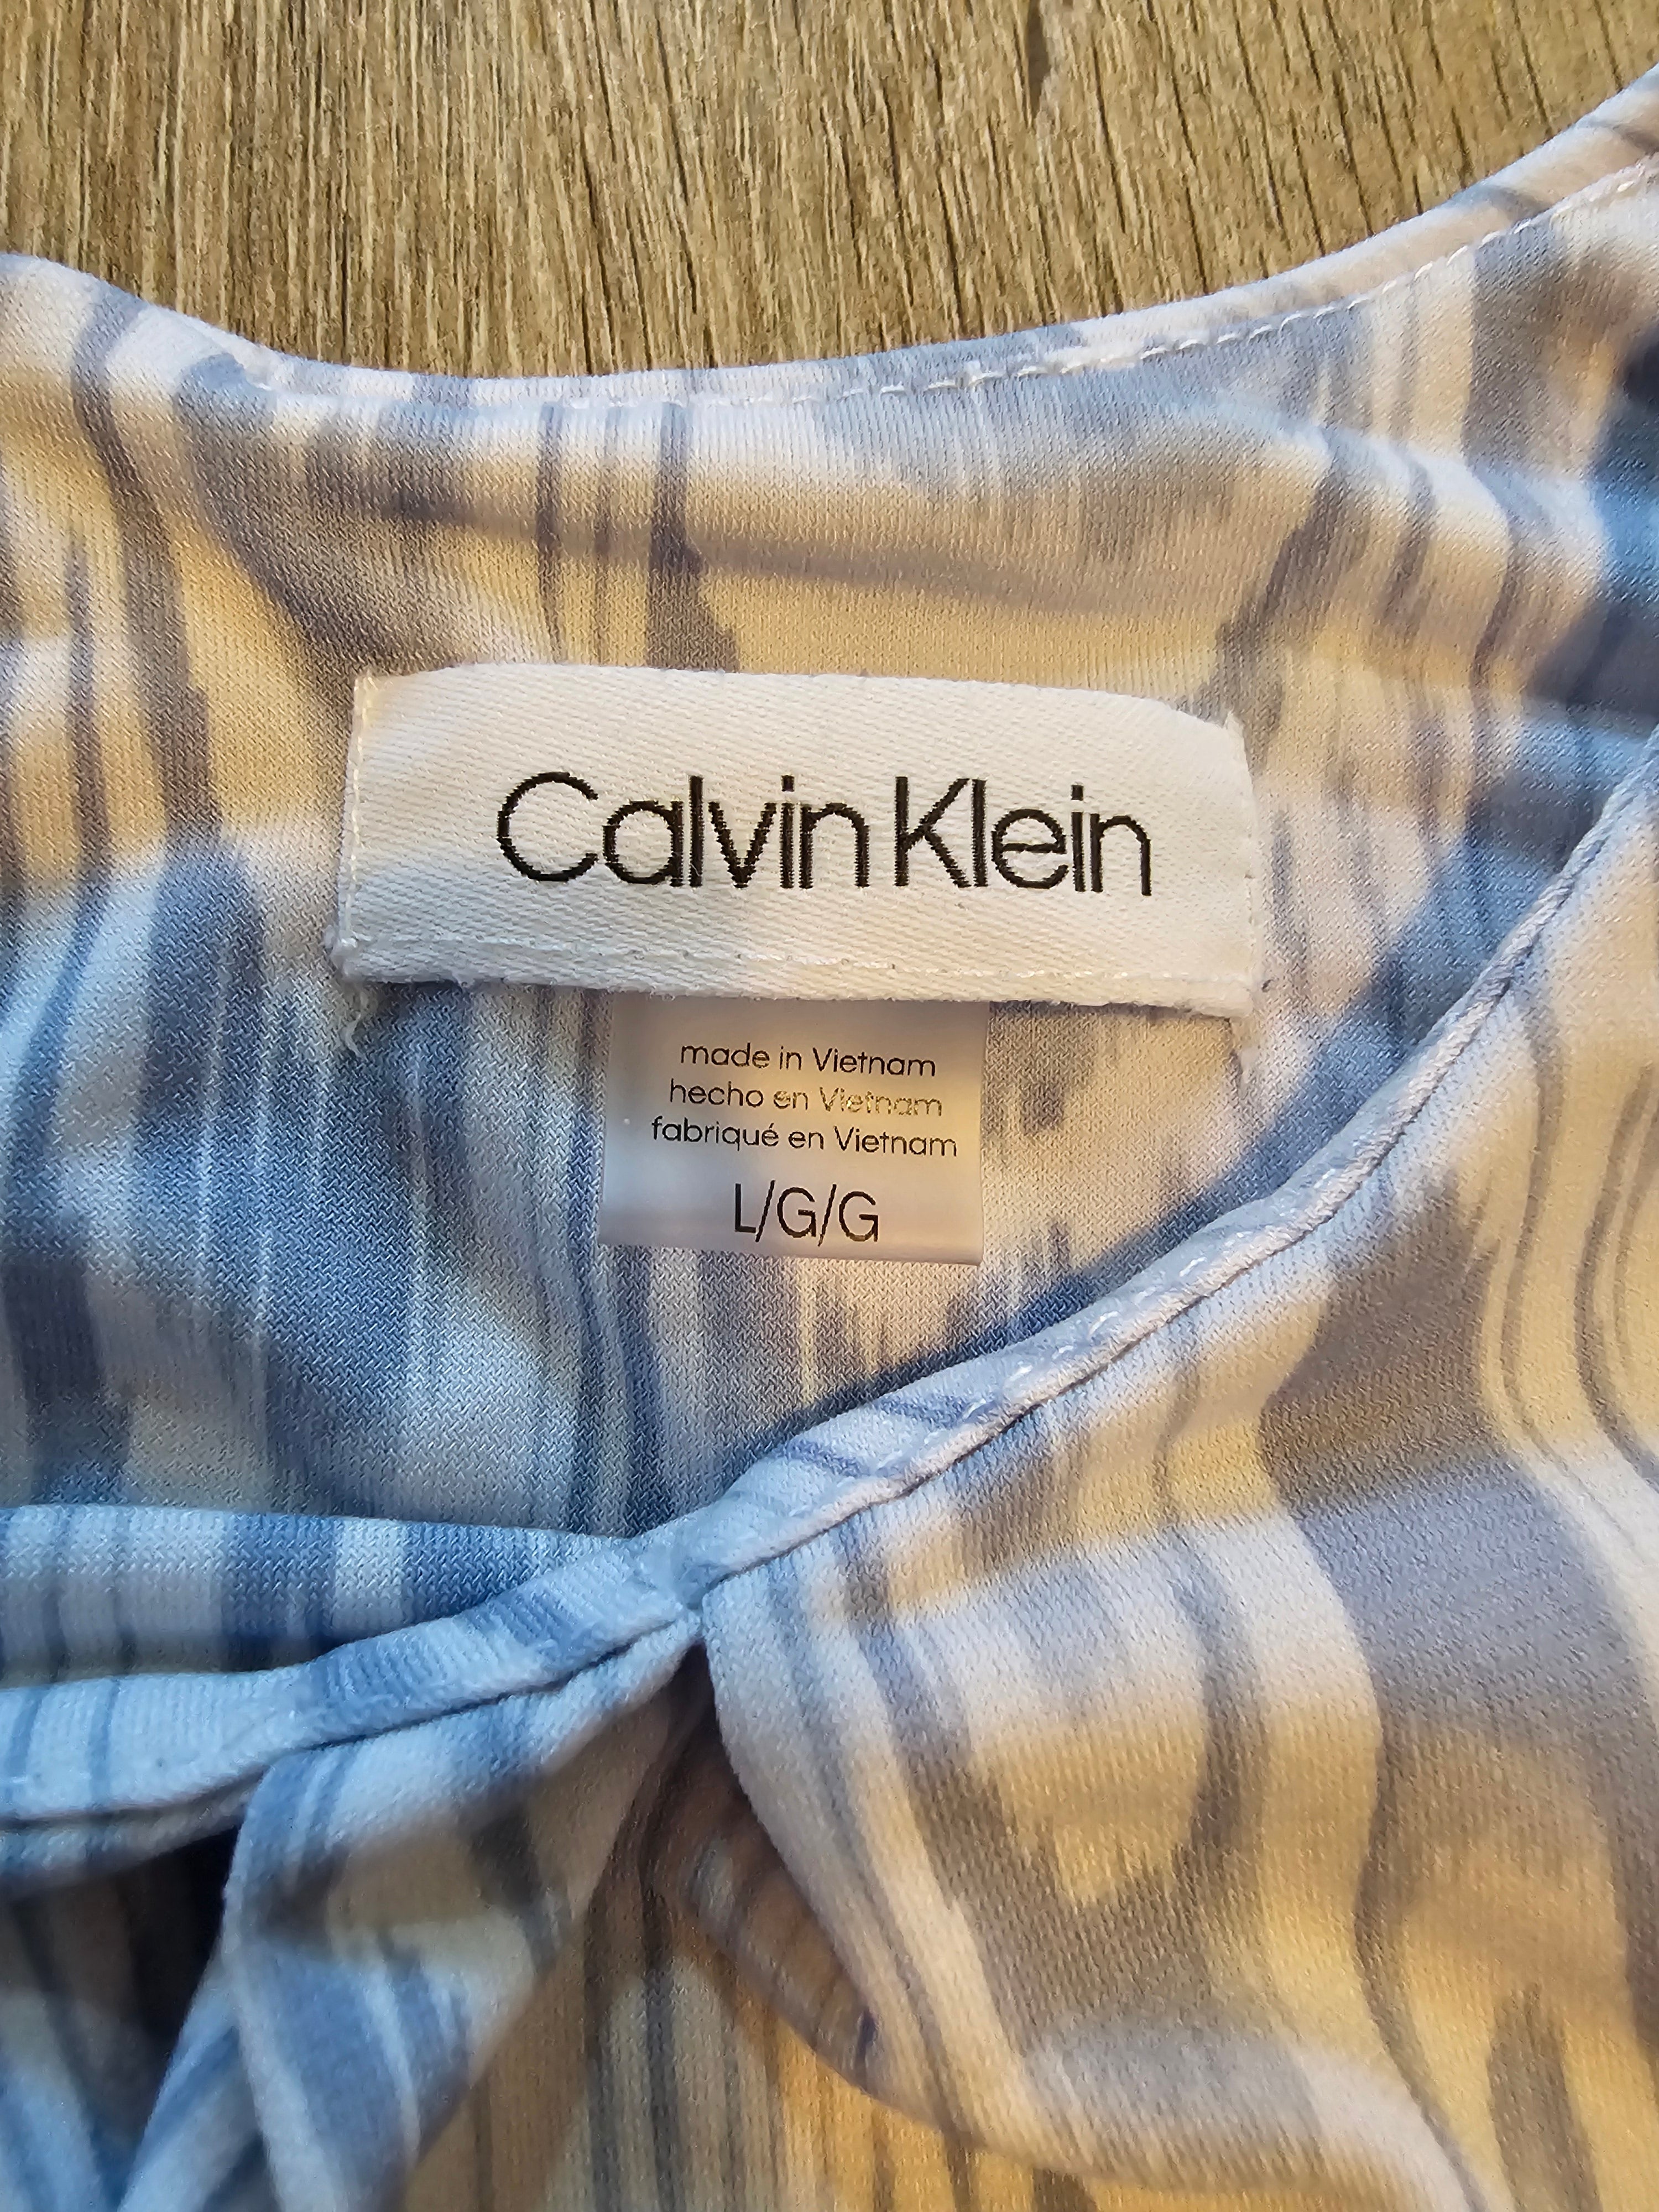 Calvin Klein
made in Vietnam
hecho en Vietnam
fabriqué en Vietnam
L/G/G